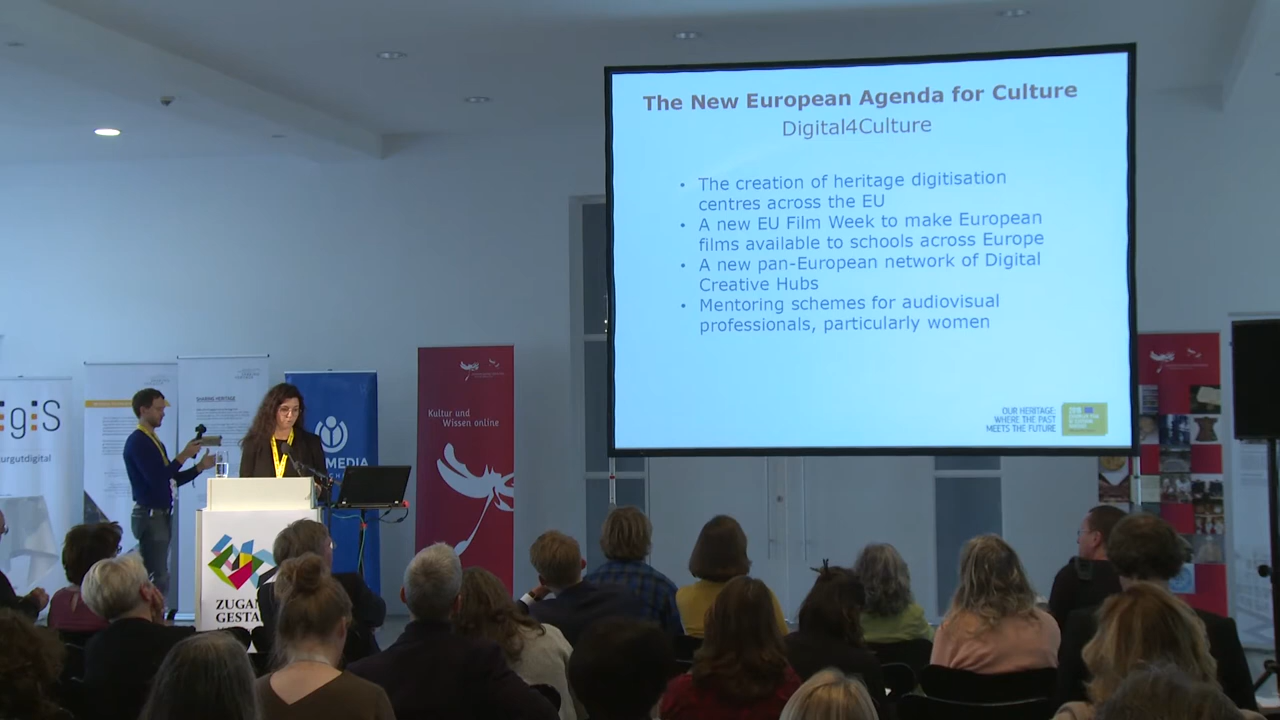 The New European Agenda for Culture
Digital4Culture
• The creation of heritage digitisation
centres across the EU
• A new EU Film Week to make European
films available to schools across Europe
• A new pan-European network of Digital
Creative Hubs
• Mentoring schemes for audiovisual
professionals, particularly women
OUR HERITAGE:
WHERE THE PAST
MEETS THE FUTURE
SHARING HERITAGE
Kultur und
Wissen online
MEDIA
urgutdigital
ZUGAN
GESTA